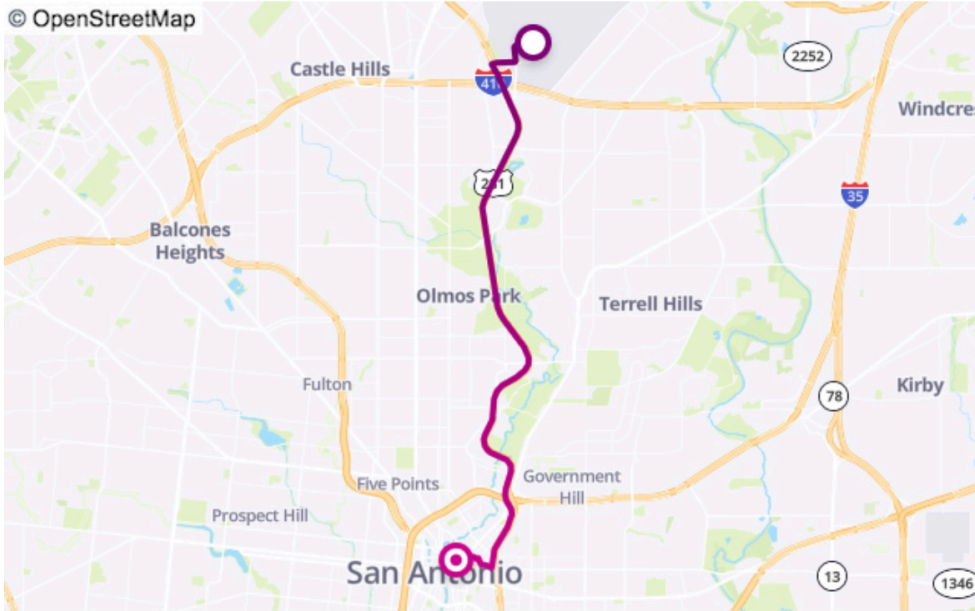 © OpenStreetMap
2252
Castle Hills
410
Windcre
281
35
Balcones
Heights
Olmos Park
Terrell Hills
Fulton
Kirby
78
Five Points
Government
Hill
Prospect Hill
San Antonio
13
1346